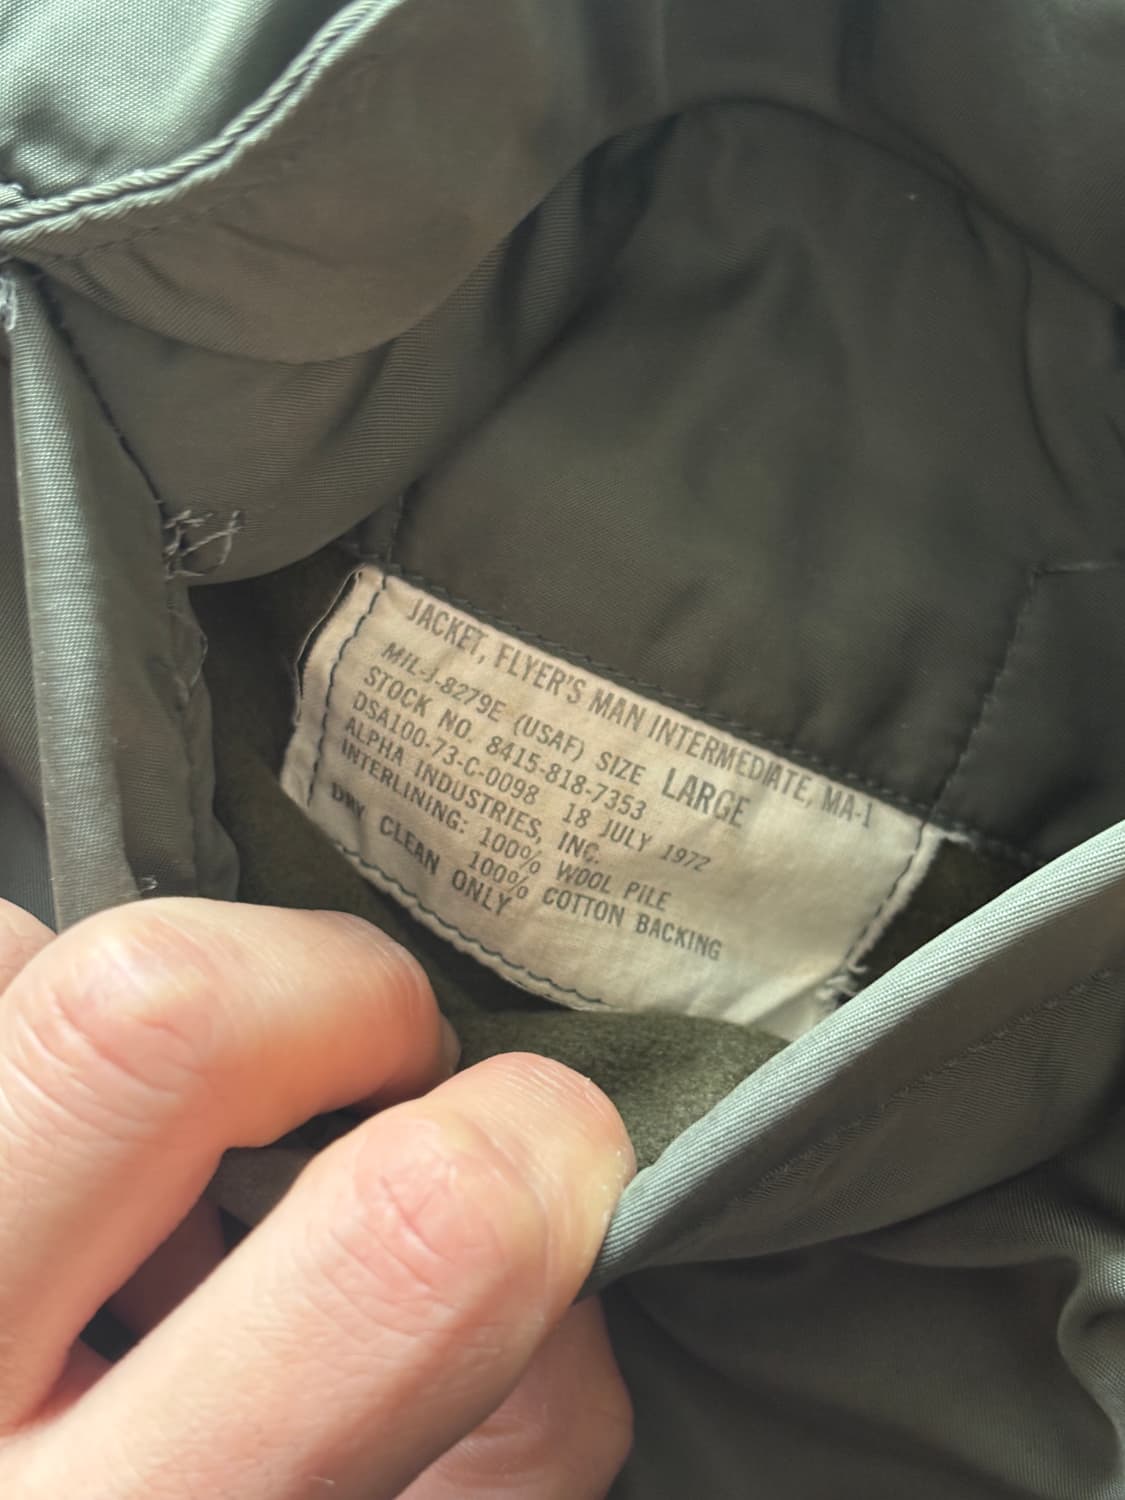 JACKET, FLYER'S MAN INTERMEDIATE, MA-1
MIL-J-8279E (USAF) SIZE LARGE
STOCK NO. 8415-818-7353
DSA100-73-C-0098 18 JULY 1972
ALPHA INDUSTRIES, INC.
INTERLINING: 100% WOOL PILE
100% COTTON BACKING
DRY CLEAN ONLY